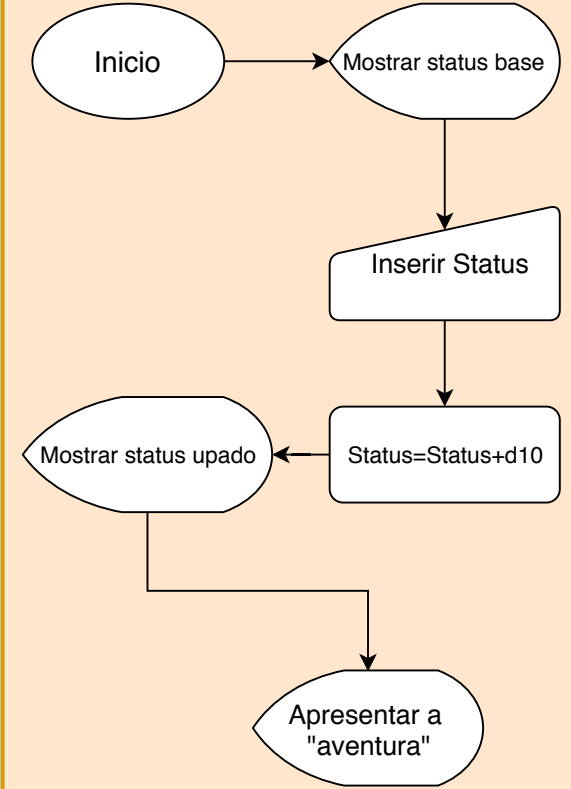 Inicio
Mostrar status base
Inserir Status
Status=Status+d10
Mostrar status upado
Apresentar a
"aventura"